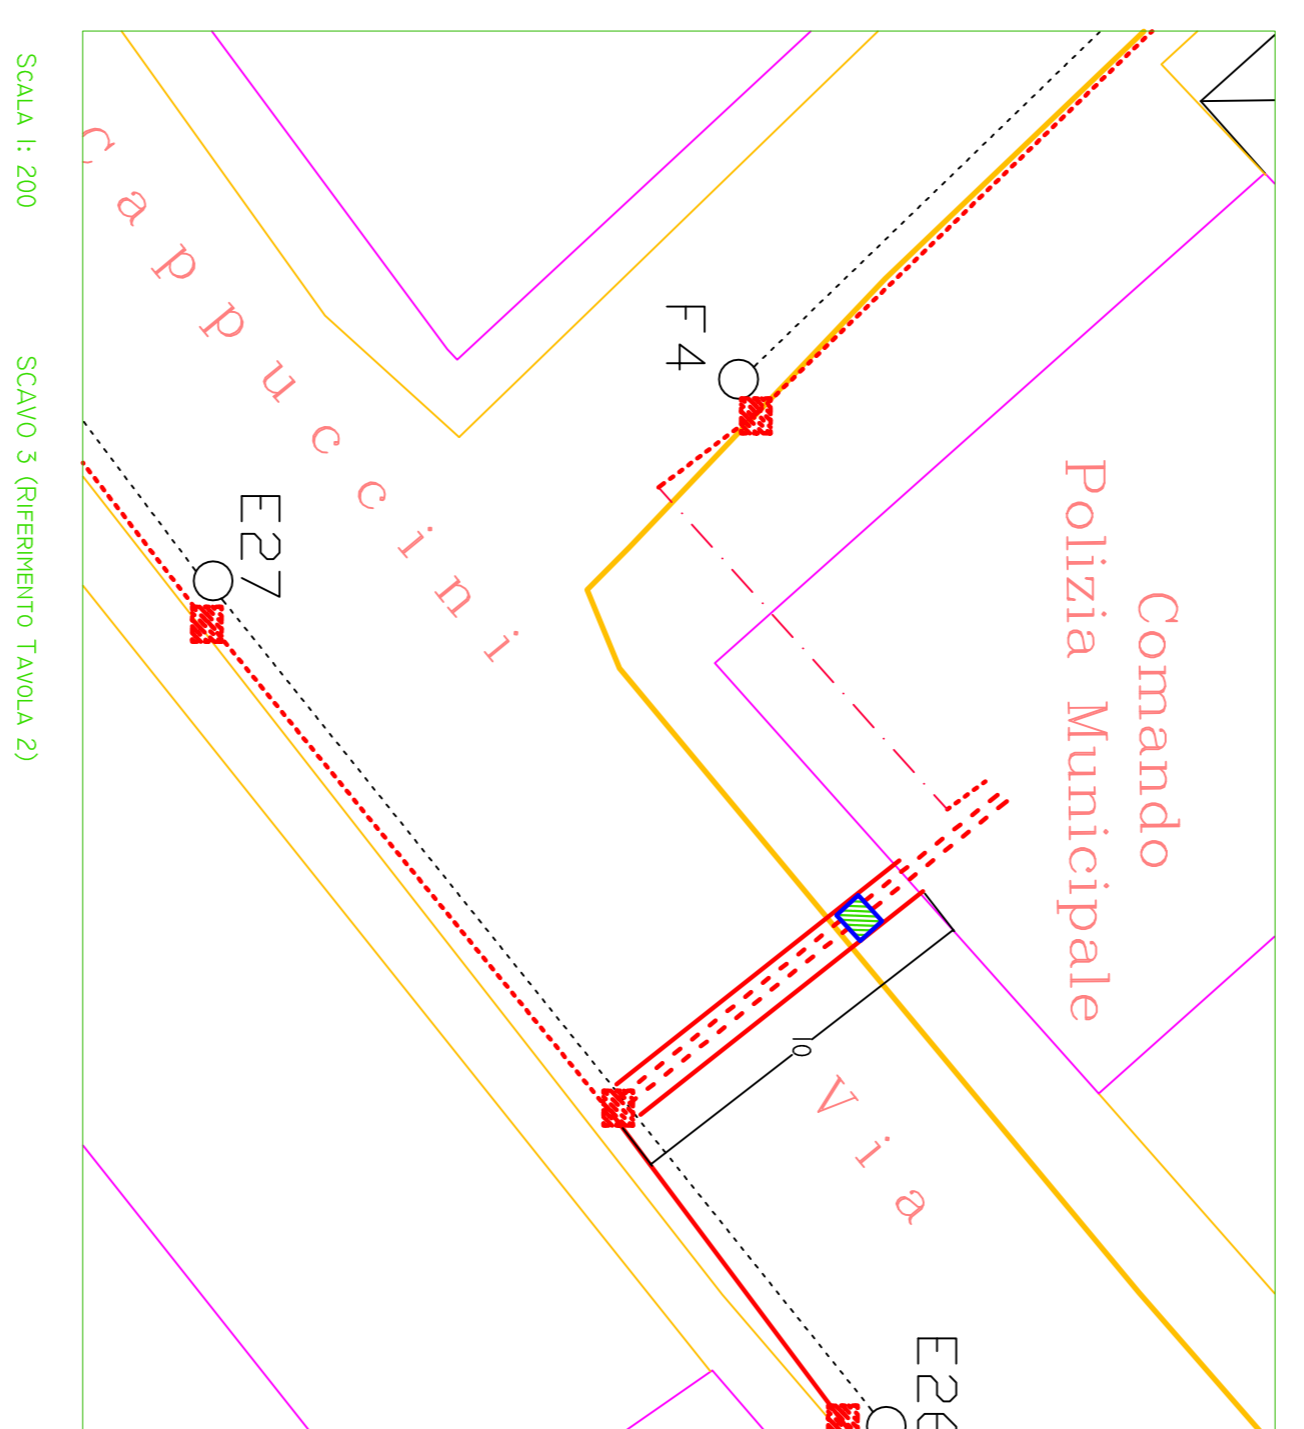 SCALA 1: 200
SCAVO 3 (RIFERIMENTO TAVOLA 2)
Comando
Polizia Municipale
F4
E27
10
Via
Cappuccini